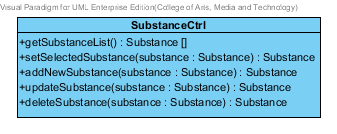 Visual Paradigm for UML Enterprise Edition(College of Arts, Media and Technology)
SubstanceCtrl
+getSubstanceList() : Substance []
+setSelectedSubstance(substance : Substance) : Substance
+addNewSubstance(substance : Substance) : Substance
+updateSubstance(substance : Substance) : Substance
+deleteSubstance(substance : Substance) : Substance